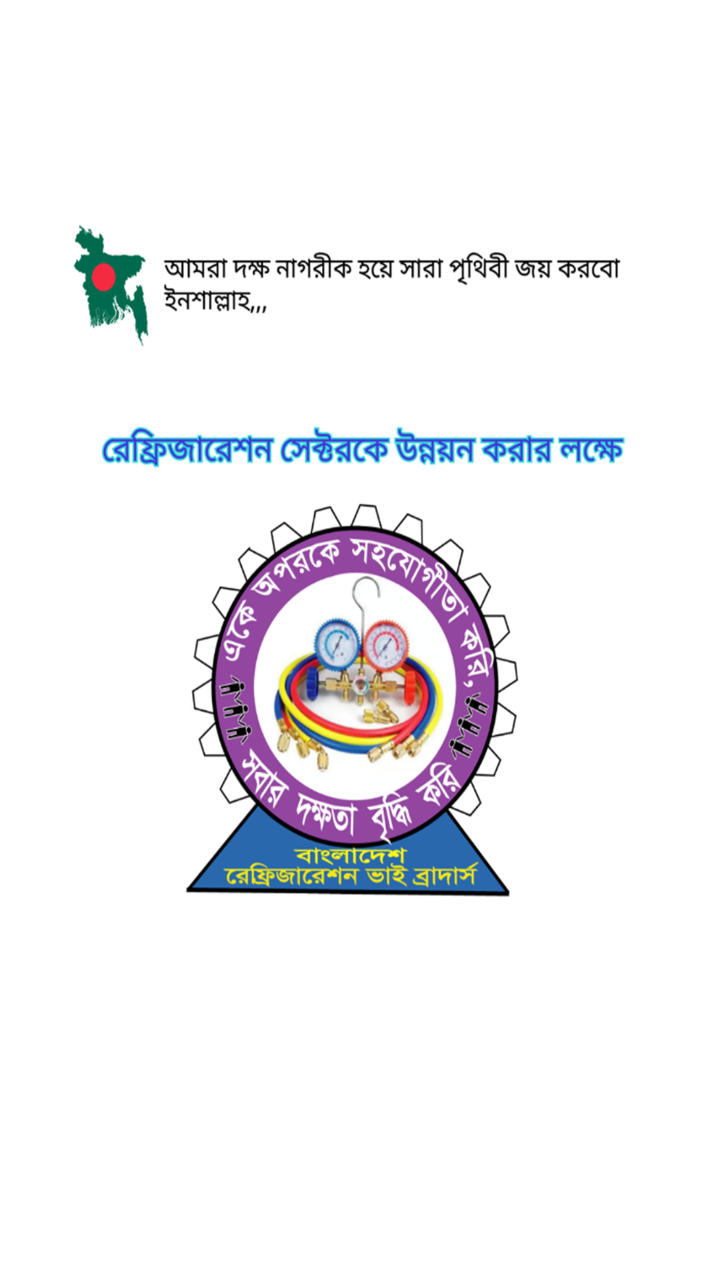 আমরা দক্ষ নাগরীক হয়ে সারা পৃথিবী জয় করবো
ইনশাল্লাহ,,,
রেফ্রিজারেশন সেক্টরকে উন্নয়ন করার লক্ষে
একে অপরকে সহযোগীতা করি,
সবার দক্ষতা বৃদ্ধি করি
বাংলাদেশ
রেফ্রিজারেশন ভাই ব্রাদার্স